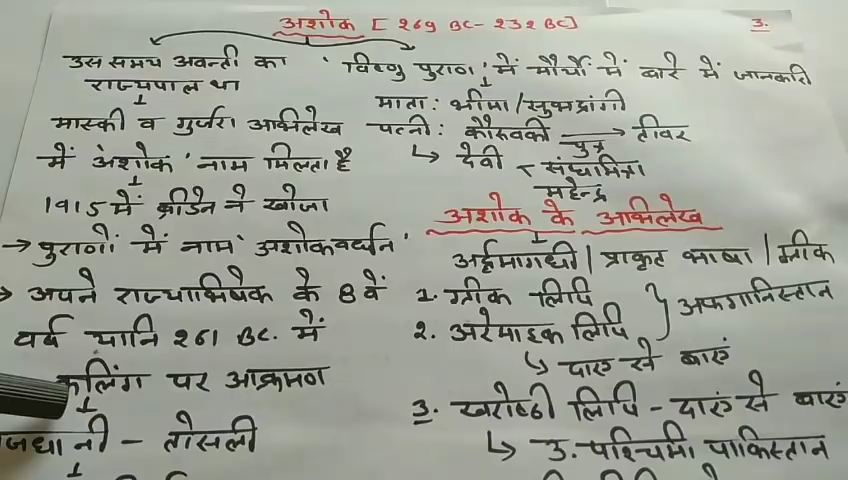 अशोक [269 BC - 232 BC]
3.
उस समय अवन्ती का
राज्यपाल था
मास्की व गुर्जरा अभिलेख
में 'अशोक' नाम मिलता है
1915 में ब्रीडेन ने खोजा
→ पुराणों में नाम 'अशोकवर्धन'
→ अपने राज्याभिषेक के 8 वें
वर्ष यानि 261 BC. में
कलिंग पर आक्रमण
जधानी - तोसली
'विष्णु पुराण' में मौर्यों में बारे में जानकारी
माता: भीमा/सुभद्रांगी
पत्नी: कौरुवकी पुत्र → तीवर
↳ देवी < संघमित्रा
महेन्द्र
अशोक के अभिलेख
अर्द्धमागधी | प्राकृत भाषा | ग्रीक
1. ग्रीक लिपि
2. अरेमाइक लिपि } अफगानिस्तान
↳ दाएं से बाएं
3. खरोष्ठी लिपि - दाएं से बाएं
↳ उ. पश्चिमी पाकिस्तान